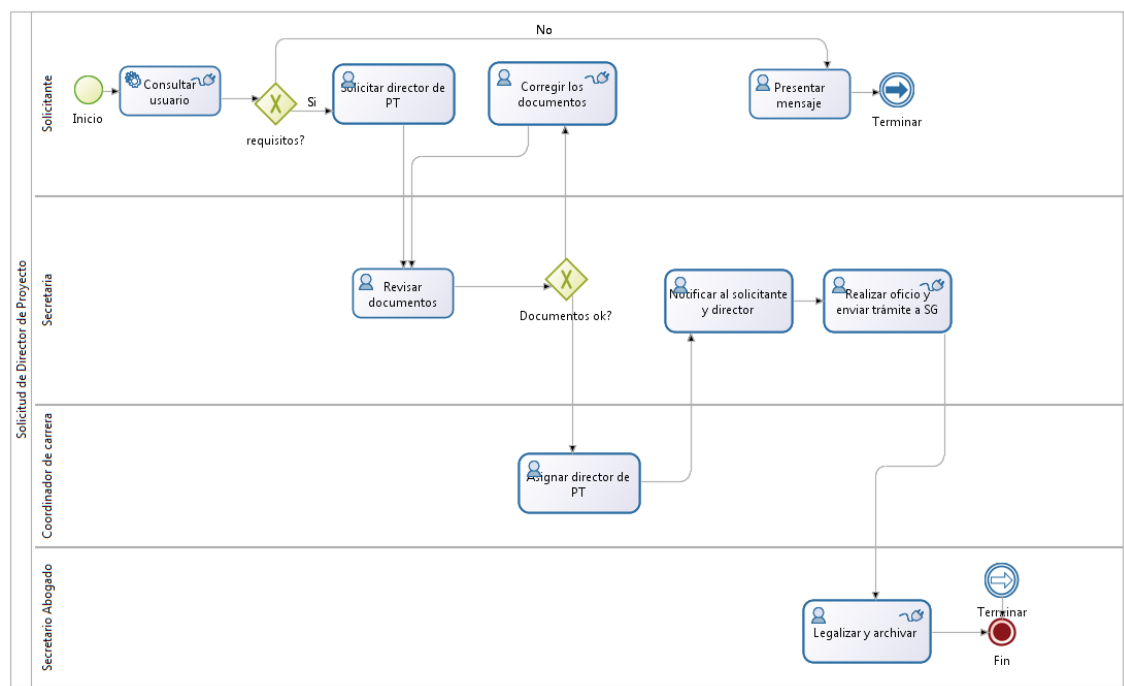 Solicitud de Director de Proyecto
Solicitante
No
Inicio
Consultar
usuario
requisitos?
Si
Solicitar director de
PT
Corregir los
documentos
Presentar
mensaje
Terminar
Secretaria
Revisar
documentos
Documentos ok?
Notificar al solicitante
y director
Realizar oficio y
enviar trámite a SG
Coordinador de carrera
Asignar director de
PT
Secretario Abogado
Legalizar y archivar
Terminar
Fin